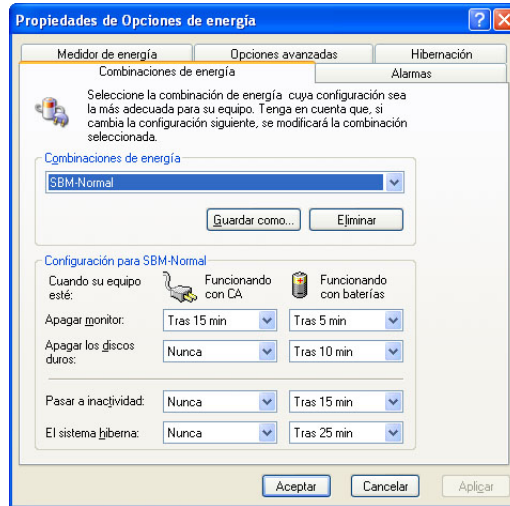 Propiedades de Opciones de energía
Medidor de energía Opciones avanzadas Hibernación
Combinaciones de energía Alarmas
Seleccione la combinación de energía cuya configuración sea
la más adecuada para su equipo. Tenga en cuenta que, si
cambia la configuración siguiente, se modificará la combinación
seleccionada.
Combinaciones de energía
SBM-Normal
Guardar como... Eliminar
Configuración para SBM-Normal
Cuando su equipo Funcionando Funcionando
esté: con CA con baterías
Apagar monitor: Tras 15 min Tras 5 min
Apagar los discos Nunca Tras 10 min
duros:
Pasar a inactividad: Nunca Tras 15 min
El sistema hiberna: Nunca Tras 25 min
Aceptar Cancelar Aplicar